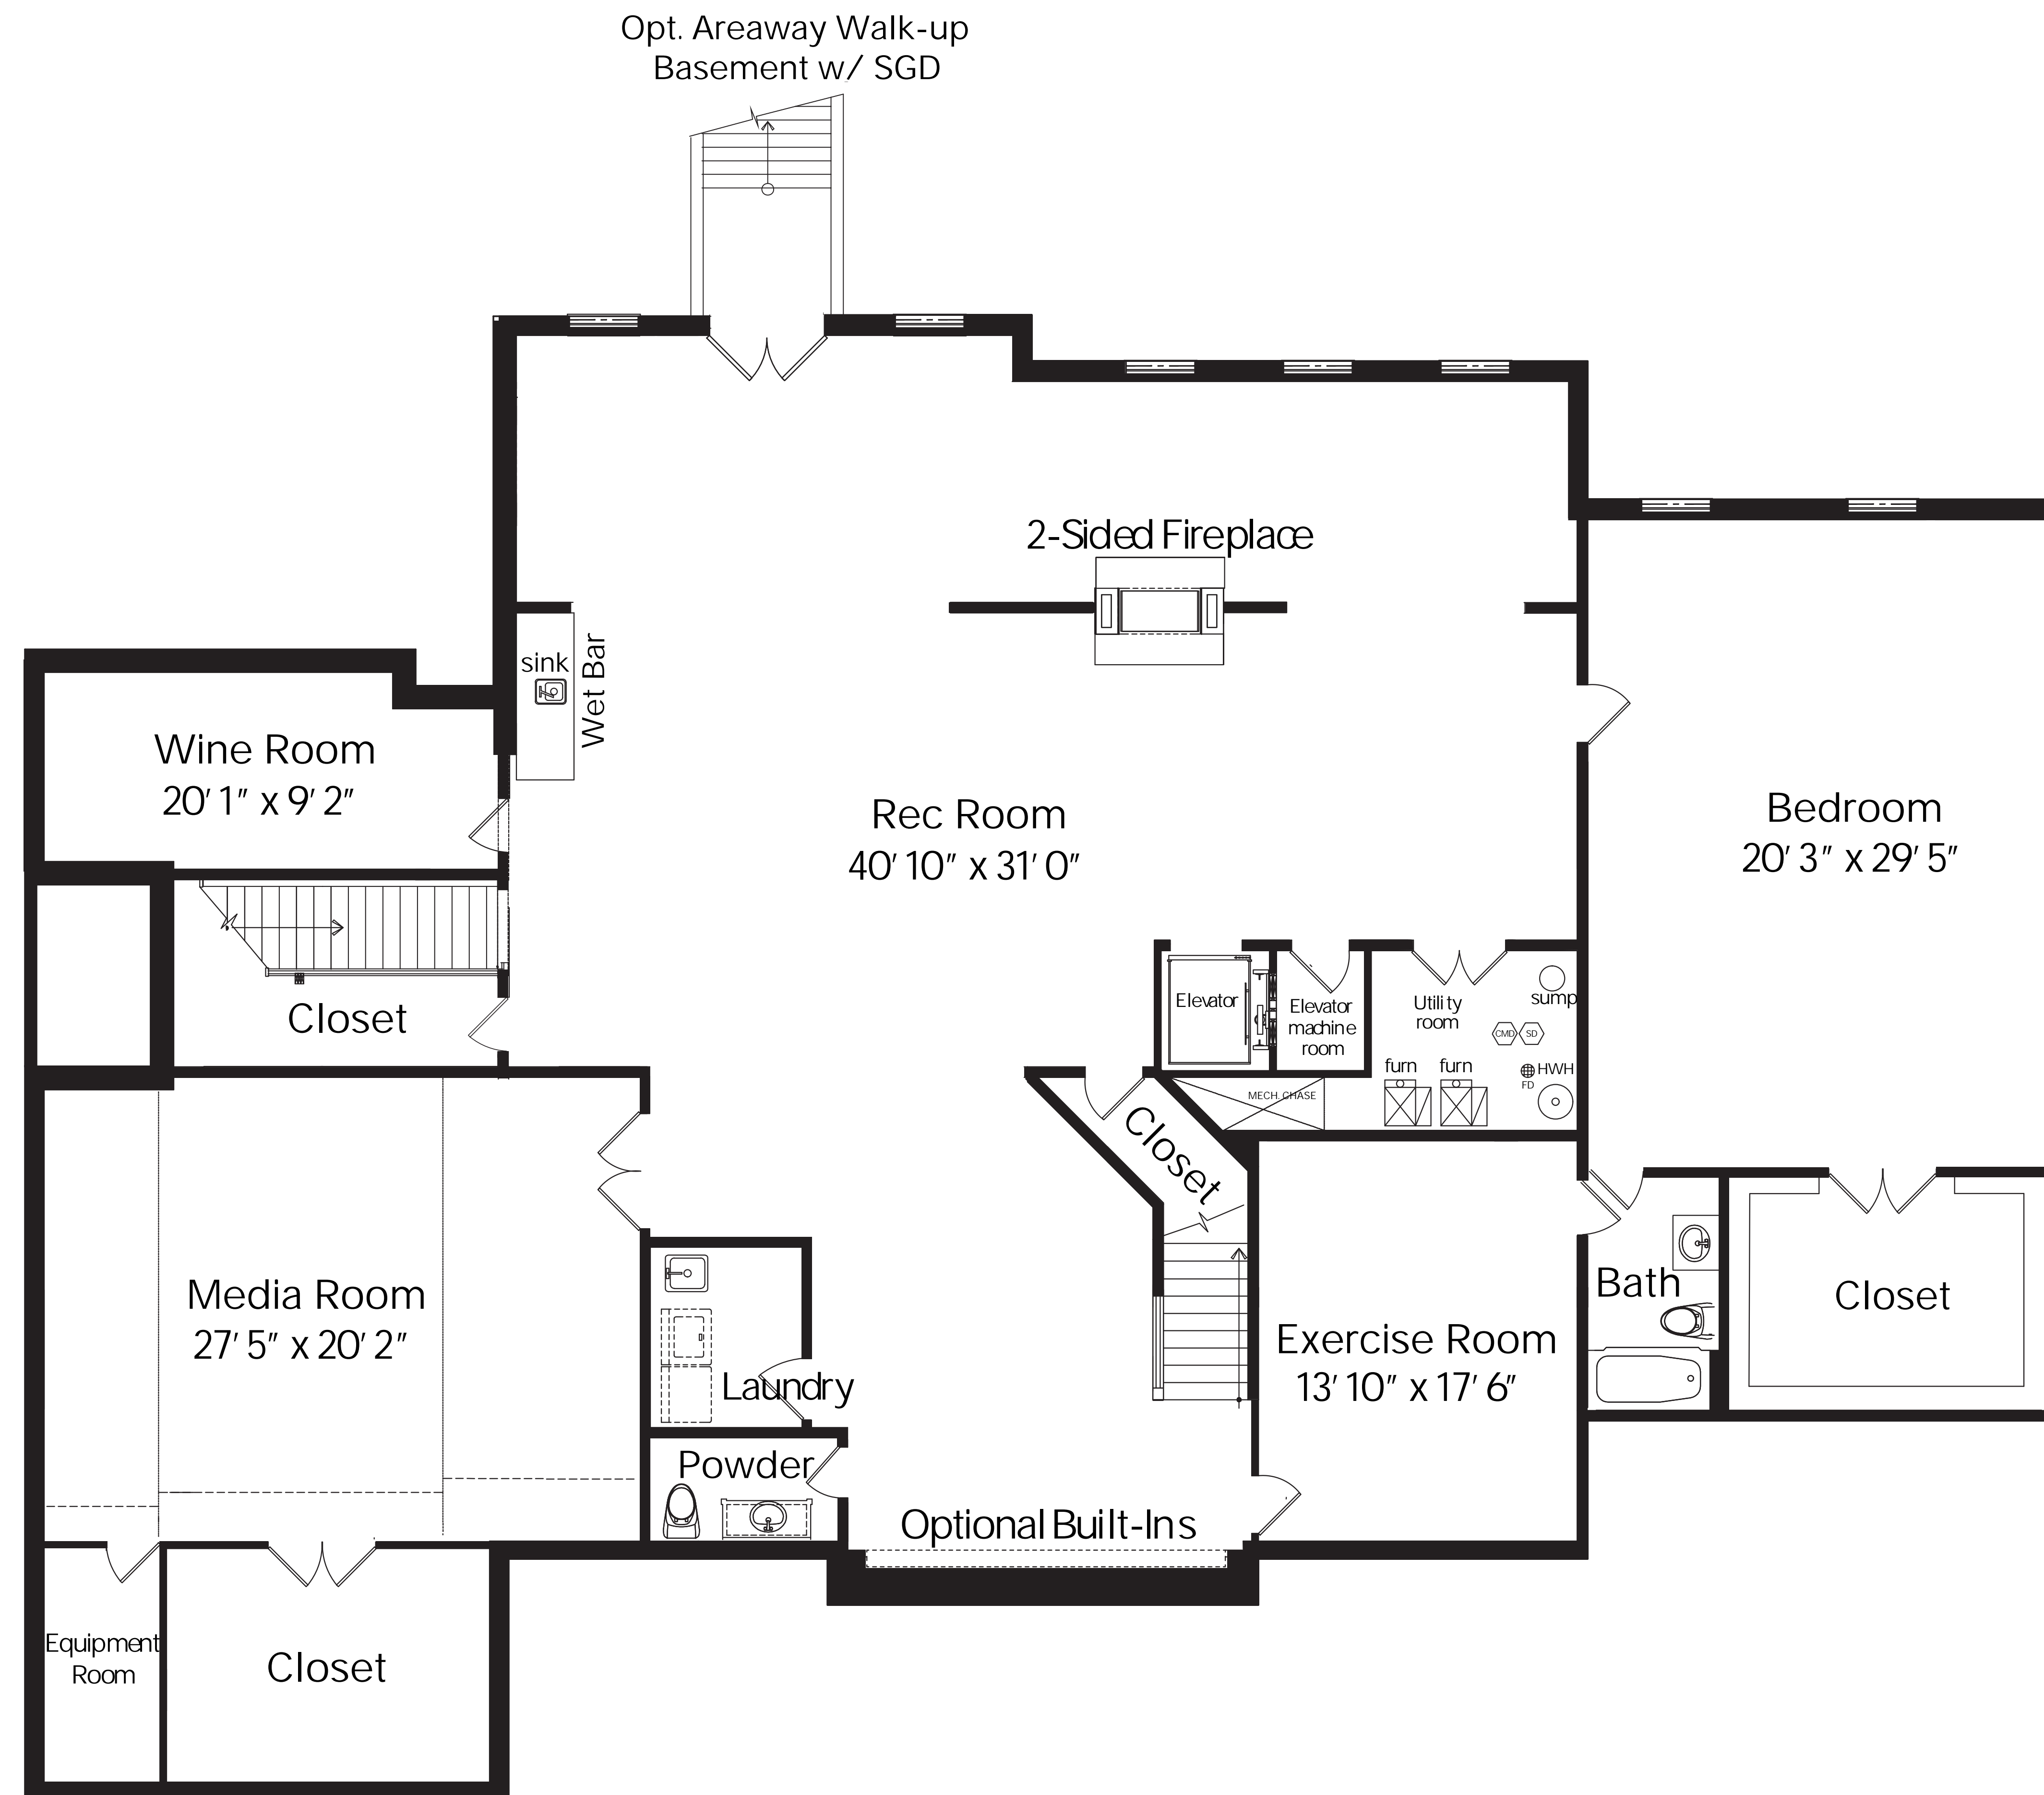 Opt. Areaway Walk-up
Basement w/ SGD
2-Sided Fireplace
sink
Wet Bar
Wine Room
20' 1" x 9' 2"
Rec Room
40' 10" x 31' 0"
Bedroom
20' 3" x 29' 5"
Closet
Elevator
Elevator
machine
room
Utility
room
sump
CMD
SD
furn
furn
HWH
FD
MECH. CHASE
Closet
Media Room
27' 5" x 20' 2"
Laundry
Powder
Exercise Room
13' 10" x 17' 6"
Bath
Closet
Optional Built-Ins
Equipment
Room
Closet